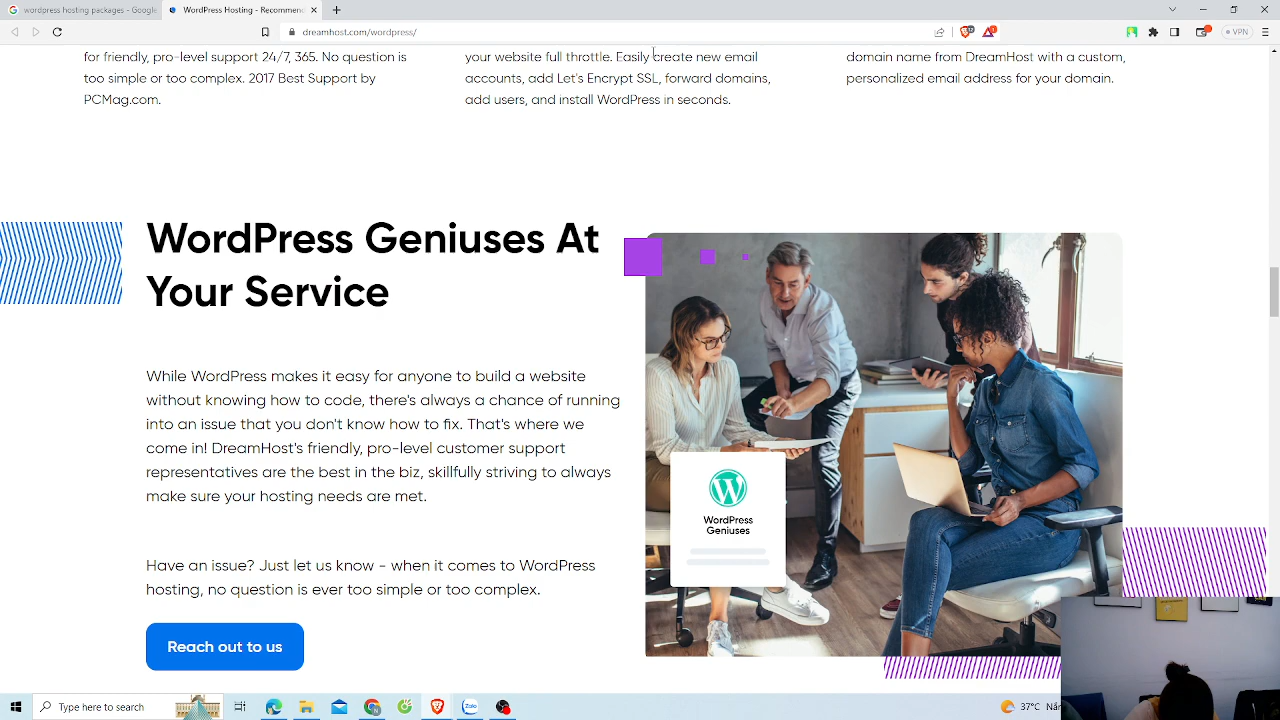 wordpress hosting packages - Google
WordPress Hosting - Recommen
dreamhost.com/wordpress/
VPN
for friendly, pro-level support 24/7, 365. No question is
too simple or too complex. 2017 Best Support by
PCMag.com.
your website full throttle. Easily create new email
accounts, add Let's Encrypt SSL, forward domains,
add users, and install WordPress in seconds.
domain name from DreamHost with a custom,
personalized email address for your domain.
WordPress Geniuses At
Your Service
While WordPress makes it easy for anyone to build a website
without knowing how to code, there's always a chance of running
into an issue that you don't know how to fix. That's where we
come in! DreamHost's friendly, pro-level customer support
representatives are the best in the biz, skillfully striving to always
make sure your hosting needs are met.
Have an issue? Just let us know - when it comes to WordPress
hosting, no question is ever too simple or too complex.
Reach out to us
WordPress
Geniuses
Type here to search
Zalo
37°C